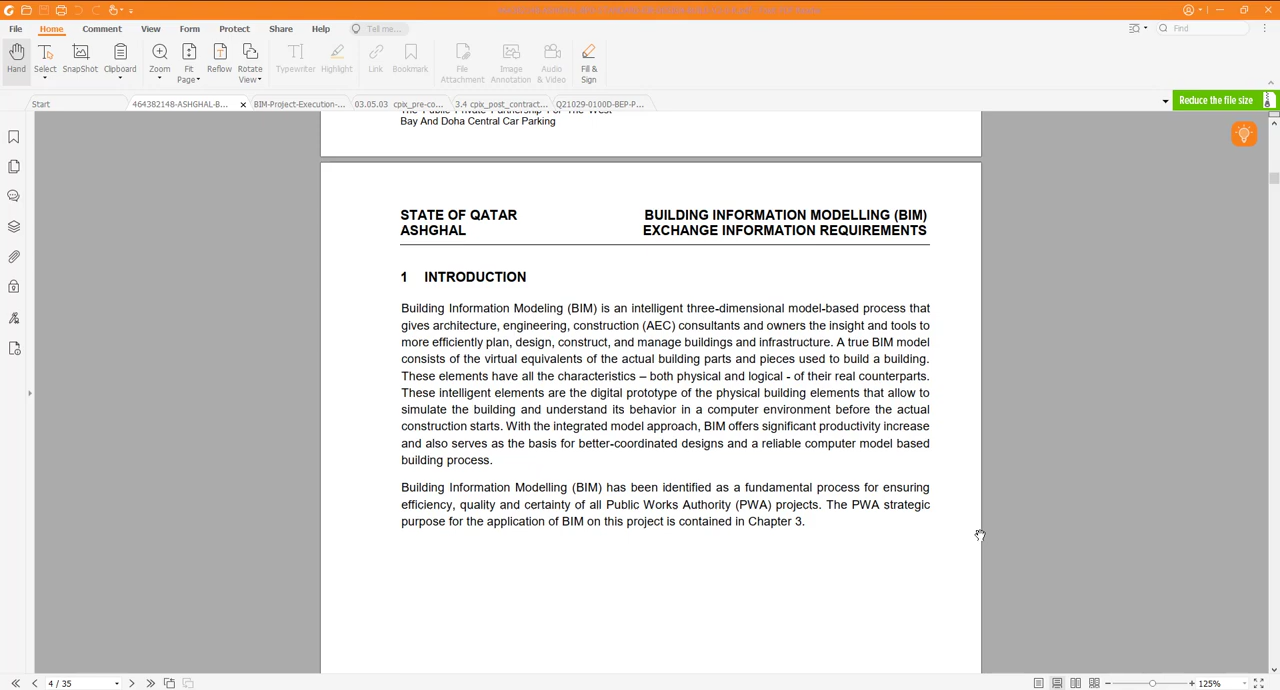 File Home Comment View Form Protect Share Help Tell me... Find
Hand Select SnapShot Clipboard Zoom Fit Page Reflow Rotate View Typewriter Highlight Link Bookmark File Attachment Image Annotation Audio & Video Fill & Sign
Start 464382148-ASHGHAL-B... BIM-Project-Execution-... 03.05.03 cpix_pre-co... 3.4 cpix_post_contract... Q21029-0100D-BEP-P... Reduce the file size
The Public Private Partnership For The West
Bay And Doha Central Car Parking
STATE OF QATAR BUILDING INFORMATION MODELLING (BIM)
ASHGHAL EXCHANGE INFORMATION REQUIREMENTS
1 INTRODUCTION
Building Information Modeling (BIM) is an intelligent three-dimensional model-based process that
gives architecture, engineering, construction (AEC) consultants and owners the insight and tools to
more efficiently plan, design, construct, and manage buildings and infrastructure. A true BIM model
consists of the virtual equivalents of the actual building parts and pieces used to build a building.
These elements have all the characteristics – both physical and logical - of their real counterparts.
These intelligent elements are the digital prototype of the physical building elements that allow to
simulate the building and understand its behavior in a computer environment before the actual
construction starts. With the integrated model approach, BIM offers significant productivity increase
and also serves as the basis for better-coordinated designs and a reliable computer model based
building process.
Building Information Modelling (BIM) has been identified as a fundamental process for ensuring
efficiency, quality and certainty of all Public Works Authority (PWA) projects. The PWA strategic
purpose for the application of BIM on this project is contained in Chapter 3.
4 / 35 125%